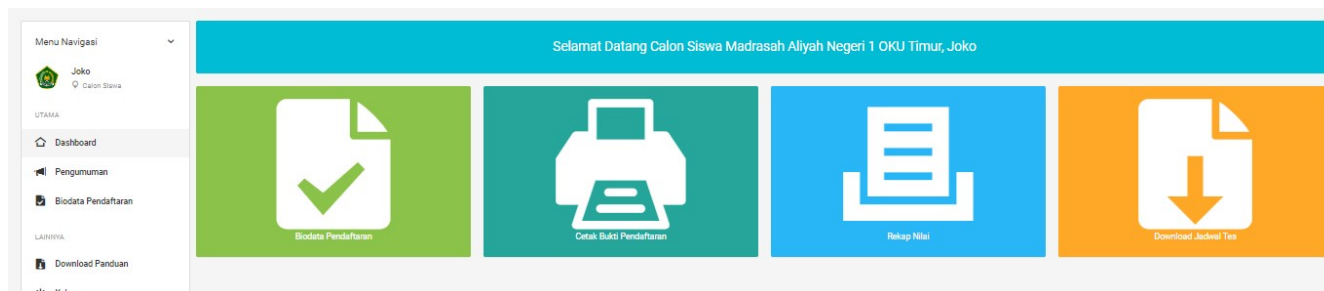 Menu Navigasi
Joko
Calon Siswa
UTAMA
Dashboard
Pengumuman
Biodata Pendaftaran
LAINNYA
Download Panduan
Selamat Datang Calon Siswa Madrasah Aliyah Negeri 1 OKU Timur, Joko
Biodata Pendaftaran
Cetak Bukti Pendaftaran
Rekap Nilai
Download Jadwal Tes